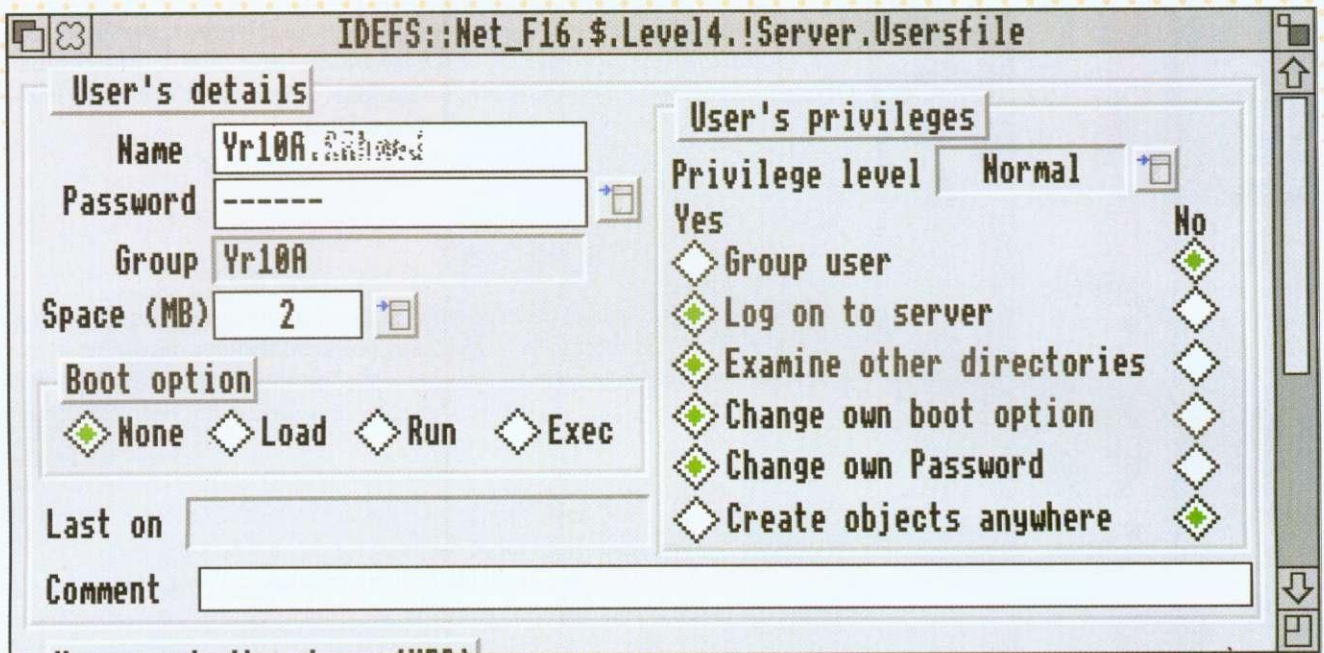 IDEFS::Net_F16.$.Level4.!Server.Usersfile
User's details
Name Yr10A.
Password ------
Group Yr10A
Space (MB) 2
Boot option
None Load Run Exec
Last on
Comment
User's privileges
Privilege level Normal
Yes No
Group user
Log on to server
Examine other directories
Change own boot option
Change own Password
Create objects anywhere